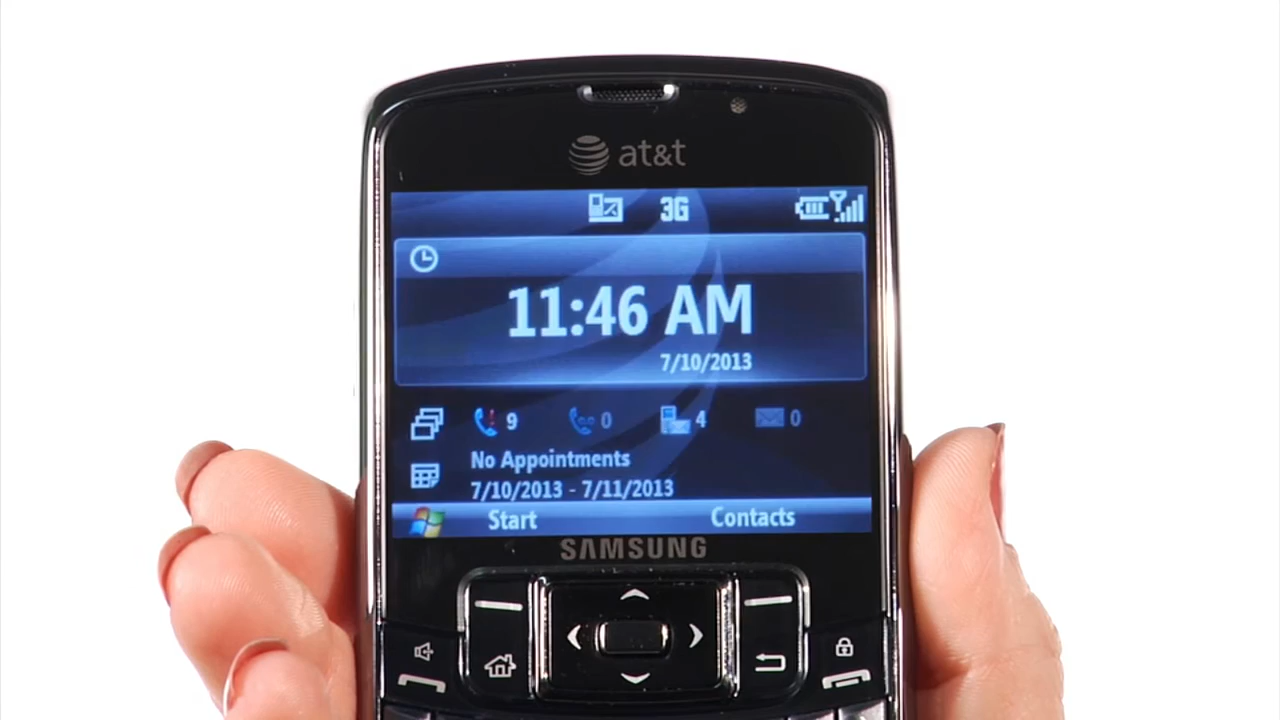 at&t
3G
11:46 AM
7/10/2013
9 0 4 0
No Appointments
7/10/2013 - 7/11/2013
Start Contacts
SAMSUNG